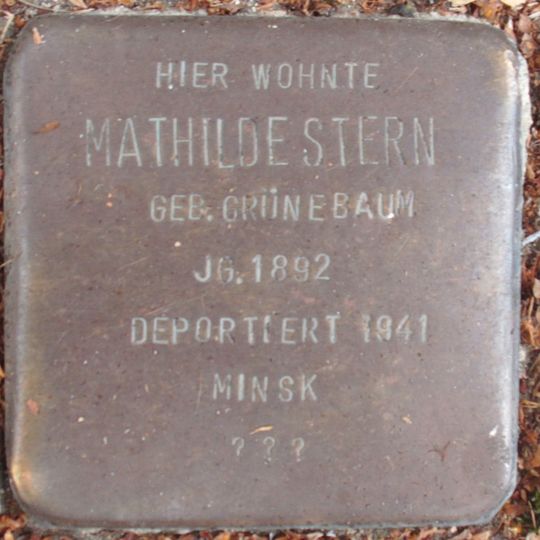 HIER WOHNTE
MATHILDE STERN
GEB. GRÜNEBAUM
JG. 1892
DEPORTIERT 1941
MINSK
???